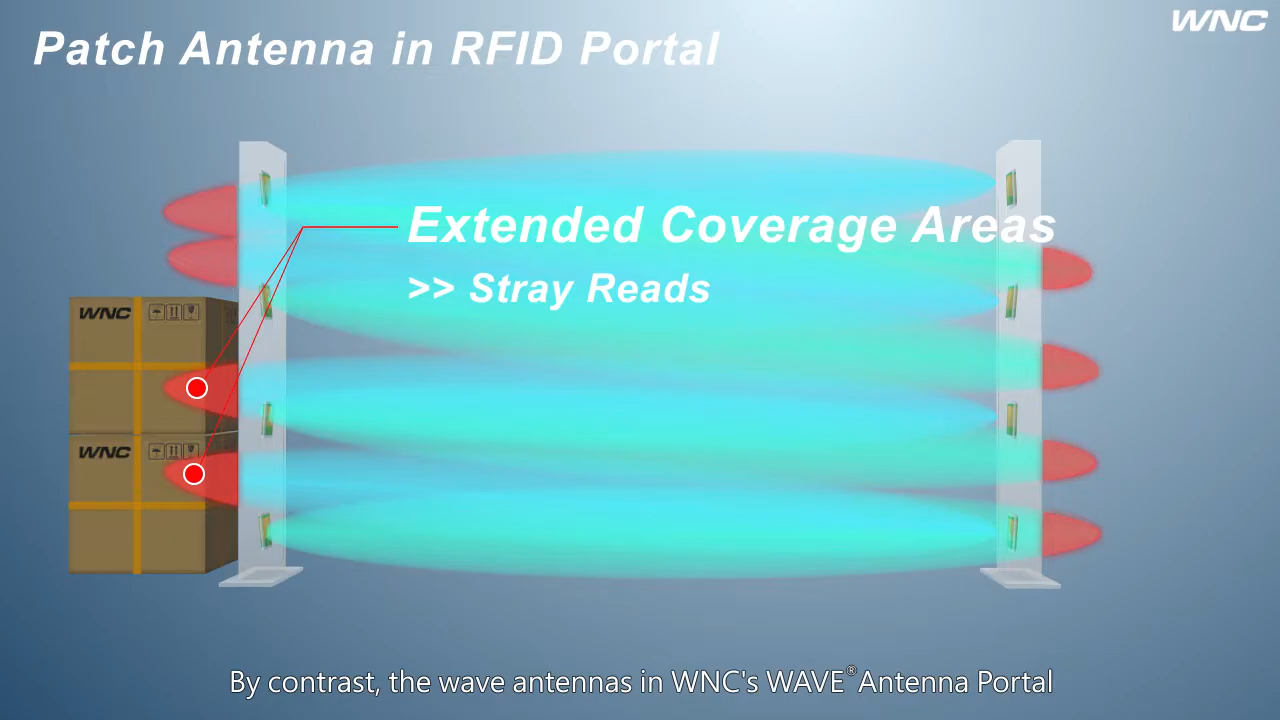 WNC
Patch Antenna in RFID Portal
Extended Coverage Areas
>> Stray Reads
WNC
WNC
By contrast, the wave antennas in WNC's WAVE® Antenna Portal